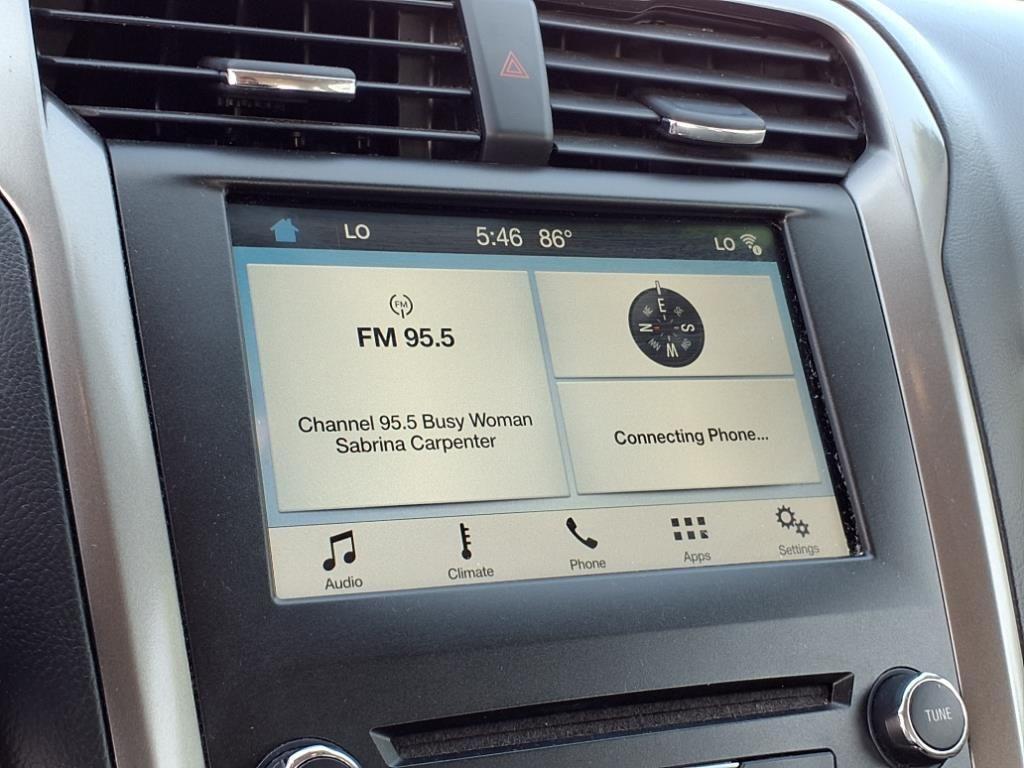 LO 5:46 86° LO
FM
FM 95.5
Channel 95.5 Busy Woman
Sabrina Carpenter
E
N S
W
Connecting Phone...
Audio Climate Phone Apps Settings
TUNE